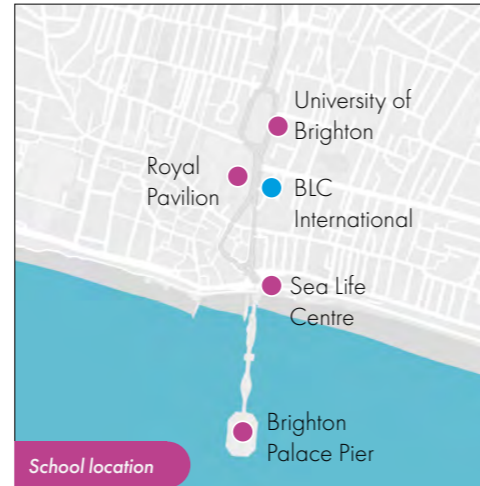 University of
Brighton
Royal
Pavilion
BLC
International
Sea Life
Centre
Brighton
Palace Pier
School location